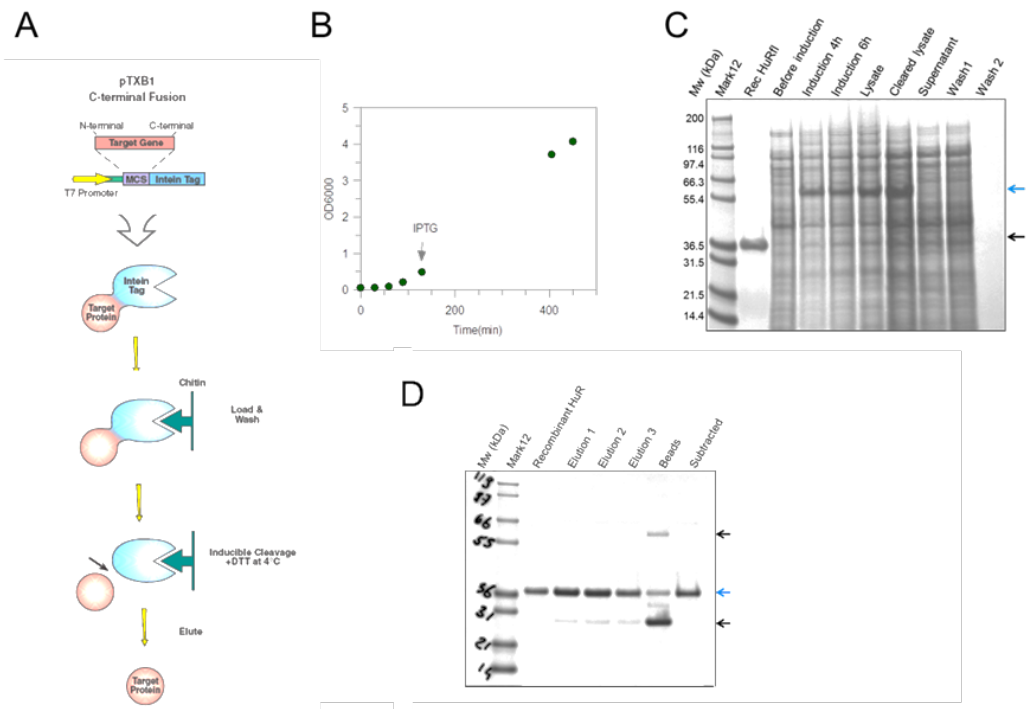 A
pTXB1
C-terminal Fusion
N-terminal
C-terminal
Target Gene
MCS
Intein Tag
T7 Promoter
Intein
Tag
Target
Protein
Chitin
Load &
Wash
Inducible Cleavage
+DTT at 4°C
Elute
Target
Protein
B
5
4
3
2
1
0
OD6000
IPTG
0
200
400
Time(min)
C
Mw (kDa)
Mark12
Rec HuRfl
Before induction
Induction 4h
Induction 6h
Lysate
Cleared lysate
Supernatant
Wash1
Wash 2
200
116
97.4
66.3
55.4
36.5
31.5
21.5
14.4
D
Mw (kDa)
Mark12
Recombinant HuR
Elution 1
Elution 2
Elution 3
Beads
Subtracted
66
55
36
31
21
14